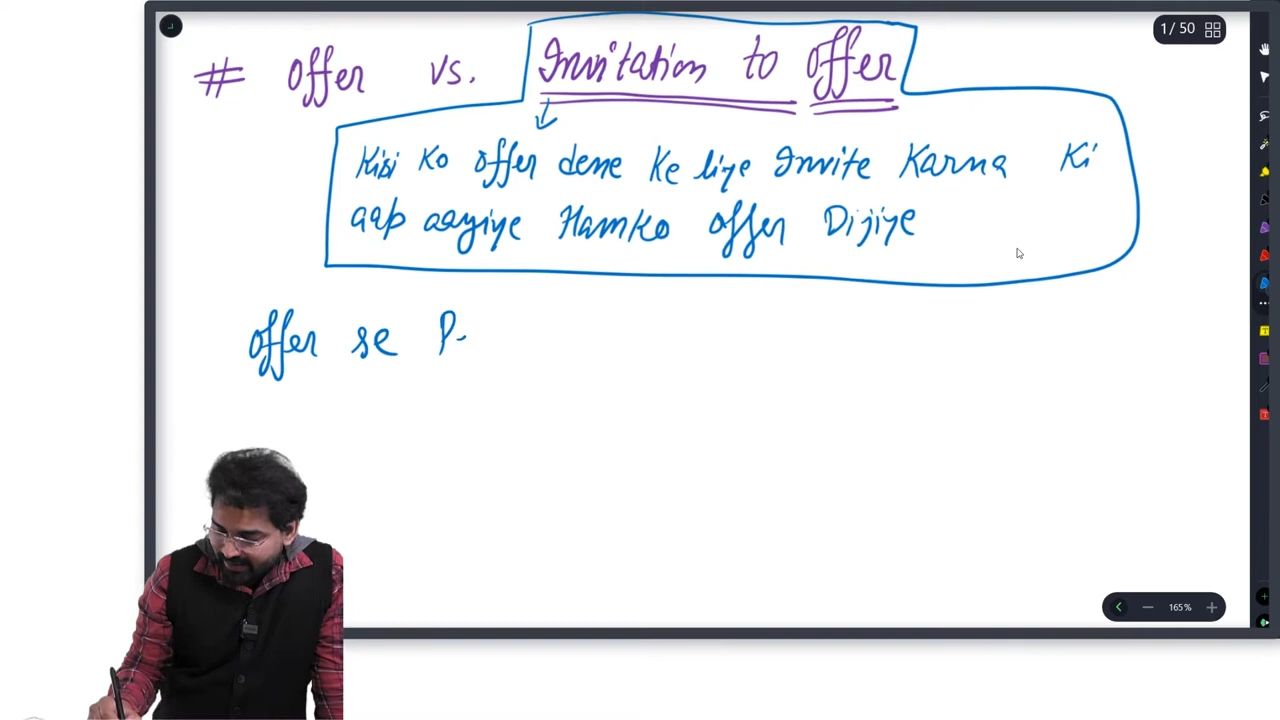 1 / 50
# offer vs. Invitation to offer
Kisi Ko offer dene Ke liye Invite Karna Ki
aap aayiye Hamko offer Dijiye
offer se P
165%